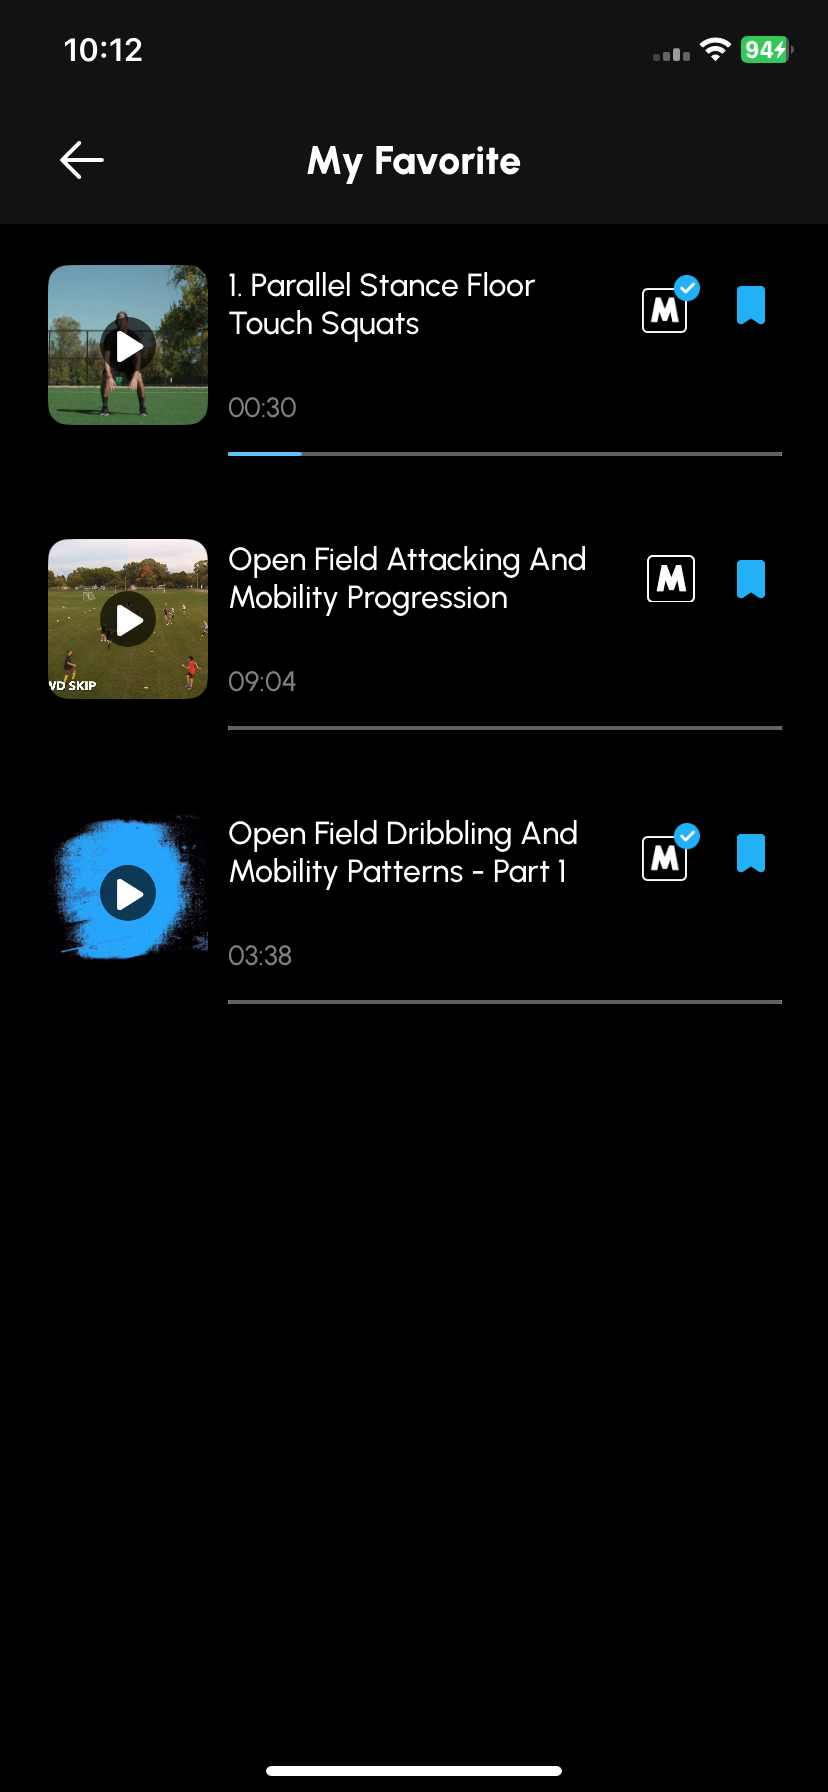 10:12
94
My Favorite
1. Parallel Stance Floor
Touch Squats
M
00:30
Open Field Attacking And
Mobility Progression
M
WD SKIP
09:04
Open Field Dribbling And
Mobility Patterns - Part 1
M
03:38